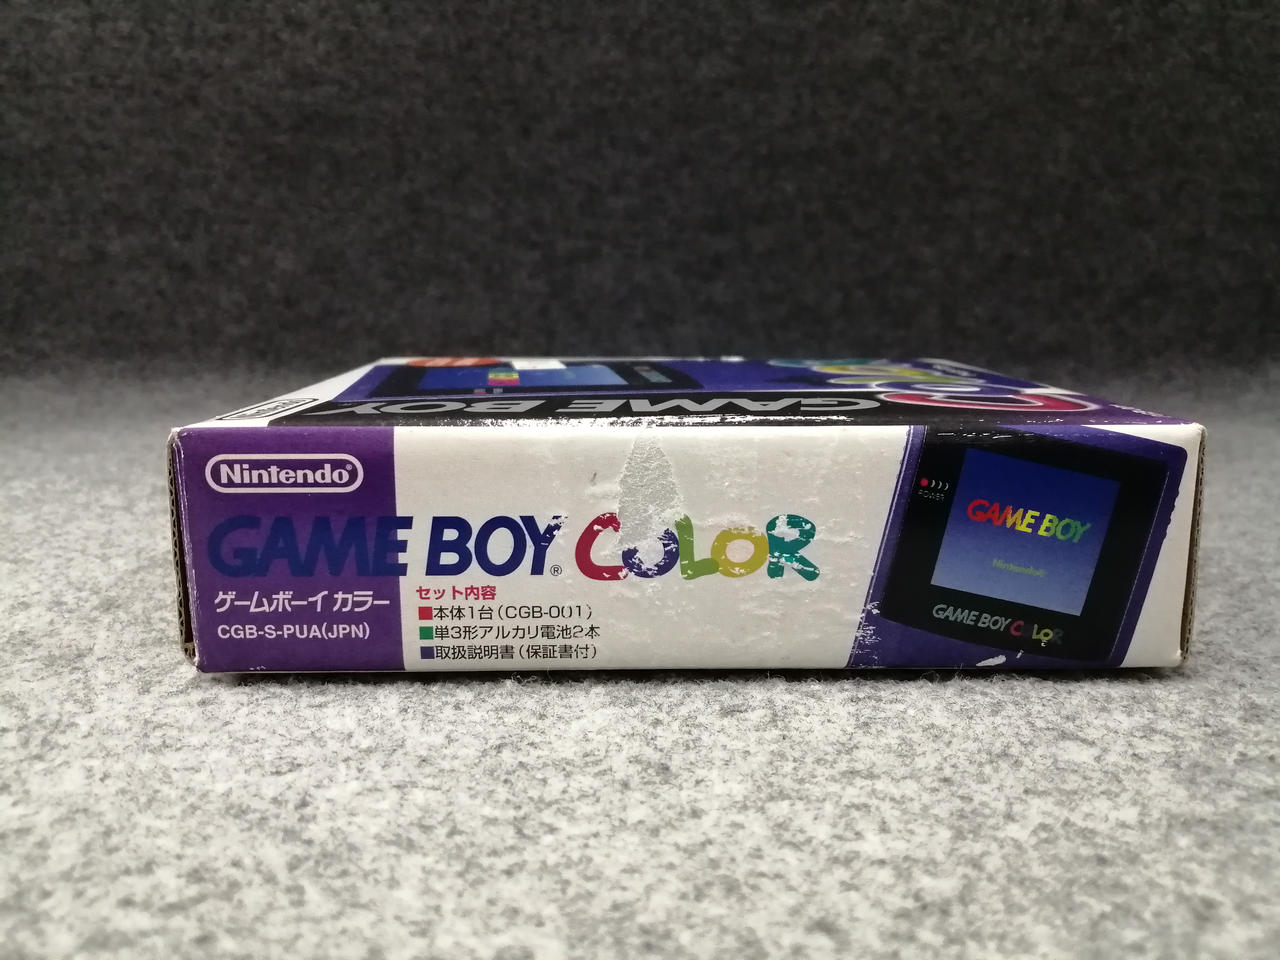 GAME BOY
Nintendo®
GAME BOY® COLOR
ゲームボーイ カラー
CGB-S-PUA(JPN)
セット内容
■本体1台(CGB-001)
■単3形アルカリ電池2本
■取扱説明書(保証書付)
POWER
GAME BOY
Nintendo®
GAME BOY COLOR